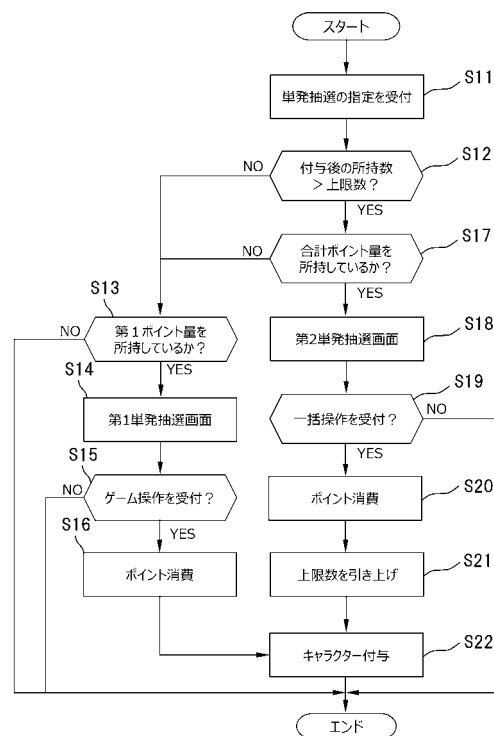 スタート
S11
単発抽選の指定を受付
S12
付与後の所持数
＞上限数？
NO
YES
S17
合計ポイント量を
所持しているか？
NO
YES
S13
第１ポイント量を
所持しているか？
NO
YES
S18
第2単発抽選画面
S14
第1単発抽選画面
S19
一括操作を受付？
NO
YES
S15
ゲーム操作を受付？
NO
YES
S20
ポイント消費
S16
ポイント消費
S21
上限数を引き上げ
S22
キャラクター付与
エンド